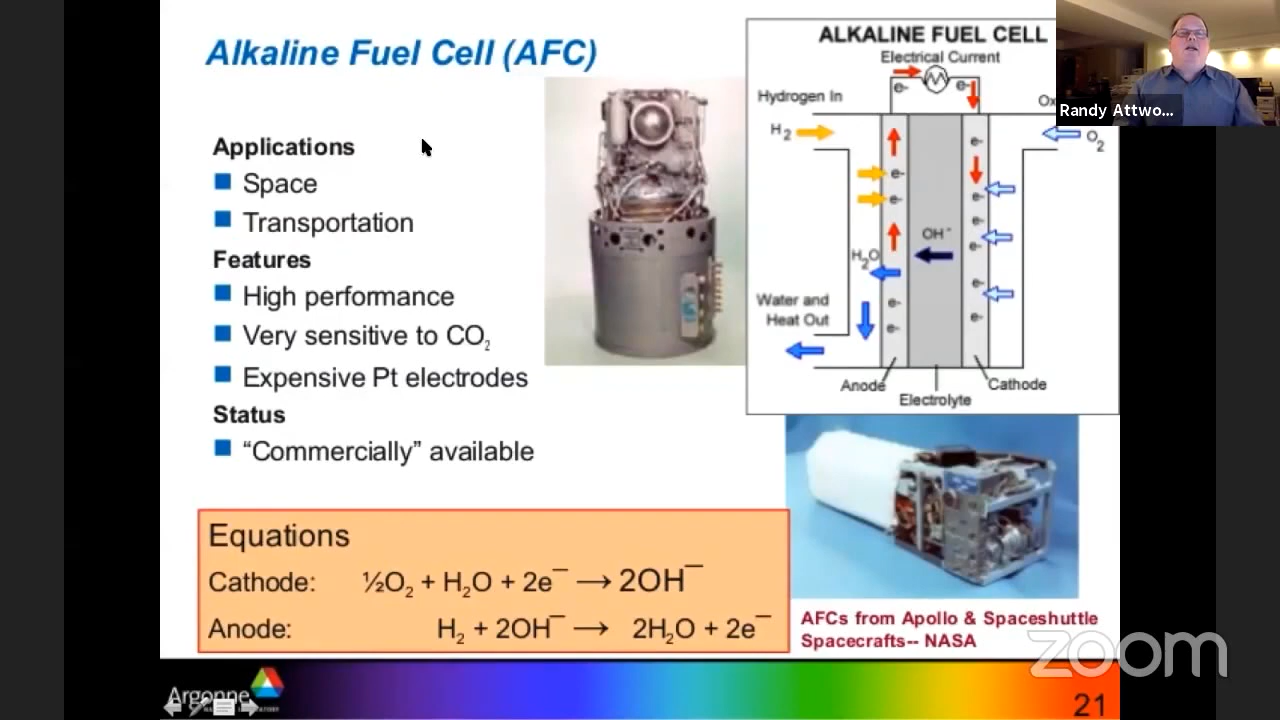 Alkaline Fuel Cell (AFC)
Applications
Space
Transportation
Features
High performance
Very sensitive to CO₂
Expensive Pt electrodes
Status
“Commercially” available
Equations
Cathode: ½O₂ + H₂O + 2e⁻ → 2OH⁻
Anode: H₂ + 2OH⁻ → 2H₂O + 2e⁻
ALKALINE FUEL CELL
Electrical Current
e-
e-
Hydrogen In
Ox
H₂
O₂
e-
e-
e-
e-
OH⁻
e-
e-
H₂O
e-
Water and
Heat Out
e-
e-
e-
Anode
Cathode
Electrolyte
AFCs from Apollo & Spaceshuttle
Spacecrafts-- NASA
Argonne
21
Randy Attwo...
zoom